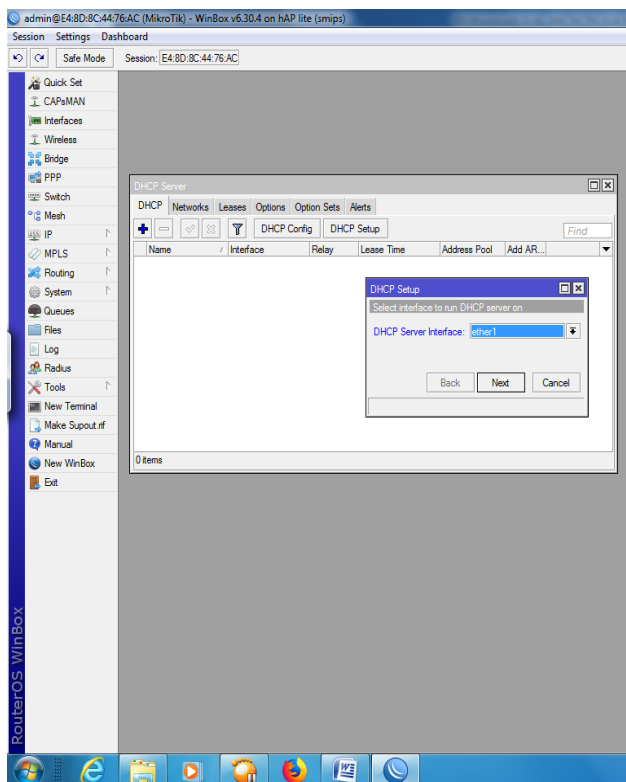 admin@E4:8D:8C:44:76:AC (MikroTik) - WinBox v6.30.4 on hAP lite (smips)
Session Settings Dashboard
Safe Mode Session: E4:8D:8C:44:76:AC
Quick Set
CAPsMAN
Interfaces
Wireless
Bridge
PPP
Switch
Mesh
IP
MPLS
Routing
System
Queues
Files
Log
Radius
Tools
New Terminal
Make Supout.rif
Manual
New WinBox
Exit
RouterOS WinBox
DHCP Server
DHCP Networks Leases Options Option Sets Alerts
DHCP Config DHCP Setup Find
Name Interface Relay Lease Time Address Pool Add AR...
DHCP Setup
Select interface to run DHCP server on
DHCP Server Interface: ether1
Back Next Cancel
0 items